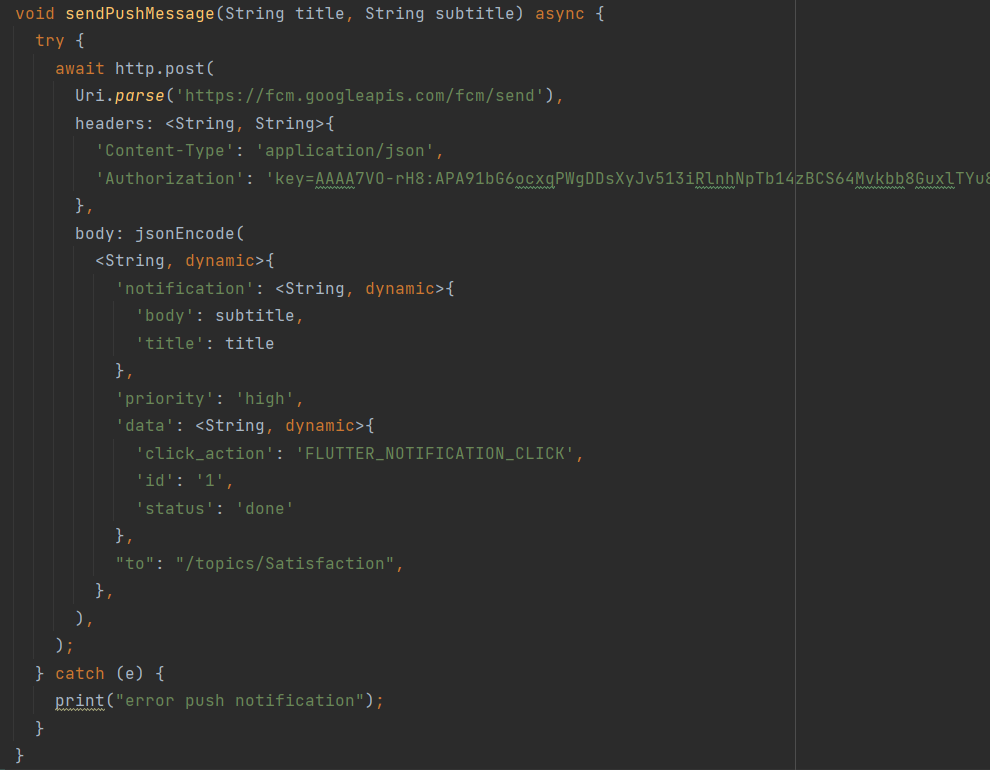 void sendPushMessage(String title, String subtitle) async {
try {
await http.post(
Uri.parse('https://fcm.googleapis.com/fcm/send'),
headers: <String, String>{
'Content-Type': 'application/json',
'Authorization': 'key=AAAA7VO-rH8:APA91bG6ocxqPWgDDsXyJv513iRlnhNpTb14zBCS64Mvkbb8GuxlTYu8
},
body: jsonEncode(
<String, dynamic>{
'notification': <String, dynamic>{
'body': subtitle,
'title': title
},
'priority': 'high',
'data': <String, dynamic>{
'click_action': 'FLUTTER_NOTIFICATION_CLICK',
'id': '1',
'status': 'done'
},
"to": "/topics/Satisfaction",
},
),
);
} catch (e) {
print("error push notification");
}
}